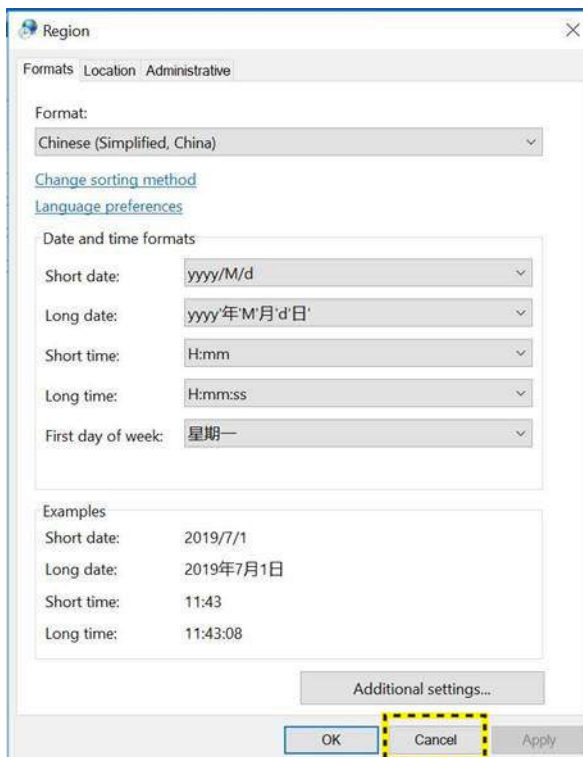 Region
Formats Location Administrative
Format:
Chinese (Simplified, China)
Change sorting method
Language preferences
Date and time formats
Short date: yyyy/M/d
Long date: yyyy'年'M'月'd'日'
Short time: H:mm
Long time: H:mm:ss
First day of week: 星期一
Examples
Short date: 2019/7/1
Long date: 2019年7月1日
Short time: 11:43
Long time: 11:43:08
Additional settings...
OK Cancel Apply